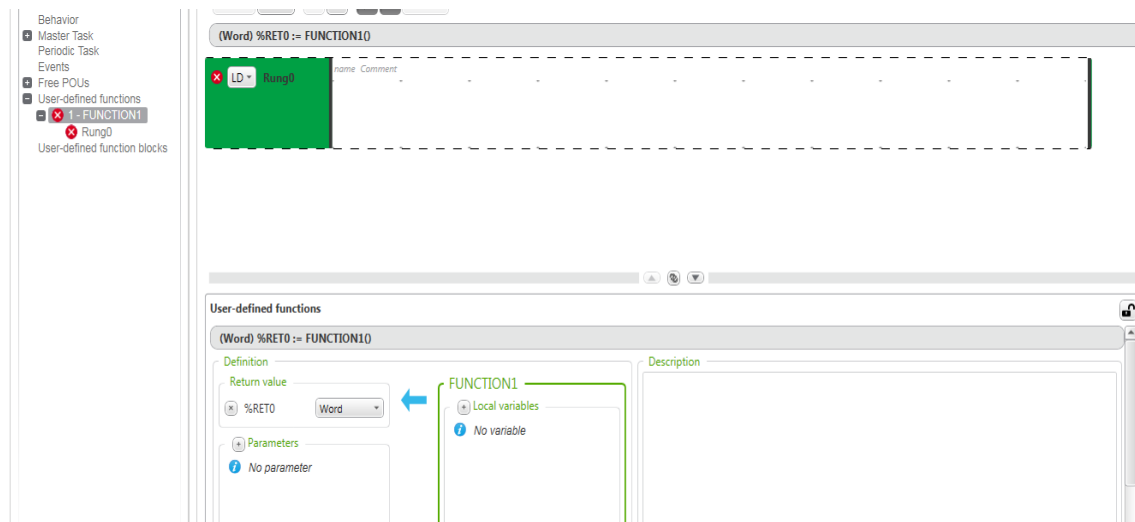 Behavior
Master Task
Periodic Task
Events
Free POUs
User-defined functions
1 - FUNCTION1
Rung0
User-defined function blocks
(Word) %RET0 := FUNCTION1()
LD Rung0 name Comment
User-defined functions
(Word) %RET0 := FUNCTION1()
Definition
Return value
%RET0 Word
Parameters
No parameter
FUNCTION1
Local variables
No variable
Description